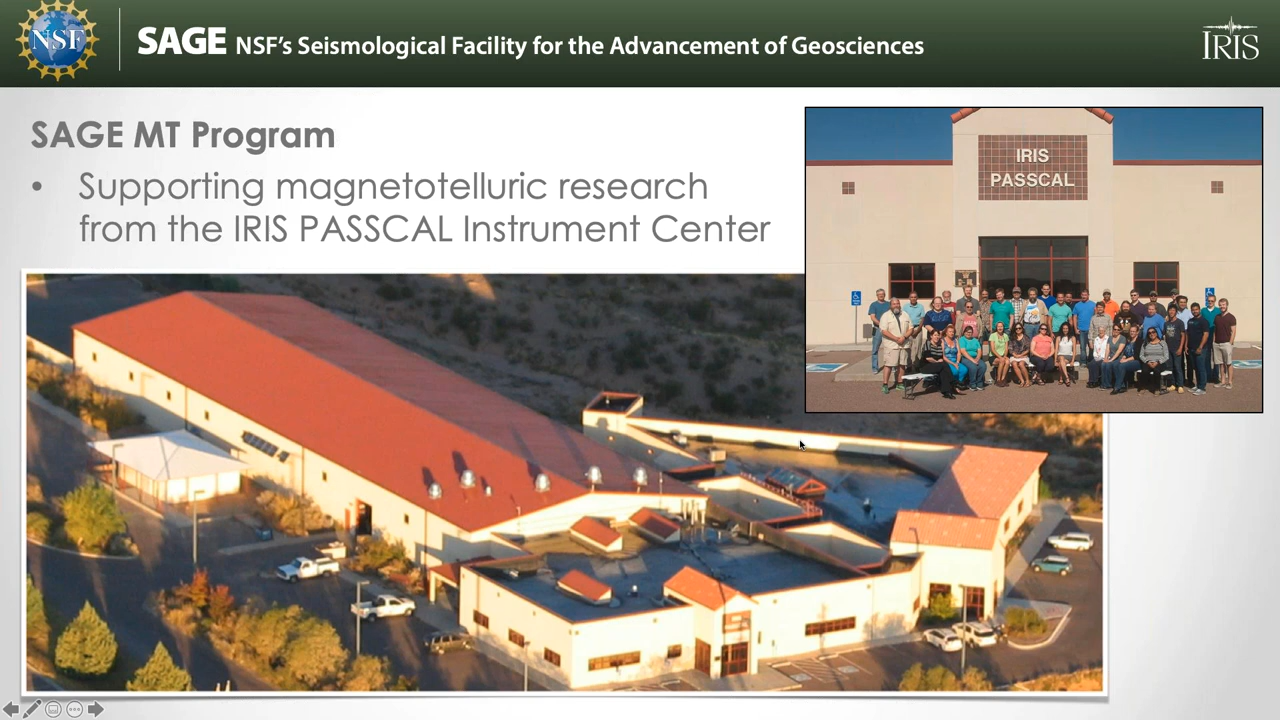 NSF
SAGE NSF's Seismological Facility for the Advancement of Geosciences
IRIS
SAGE MT Program
• Supporting magnetotelluric research
from the IRIS PASSCAL Instrument Center
IRIS
PASSCAL